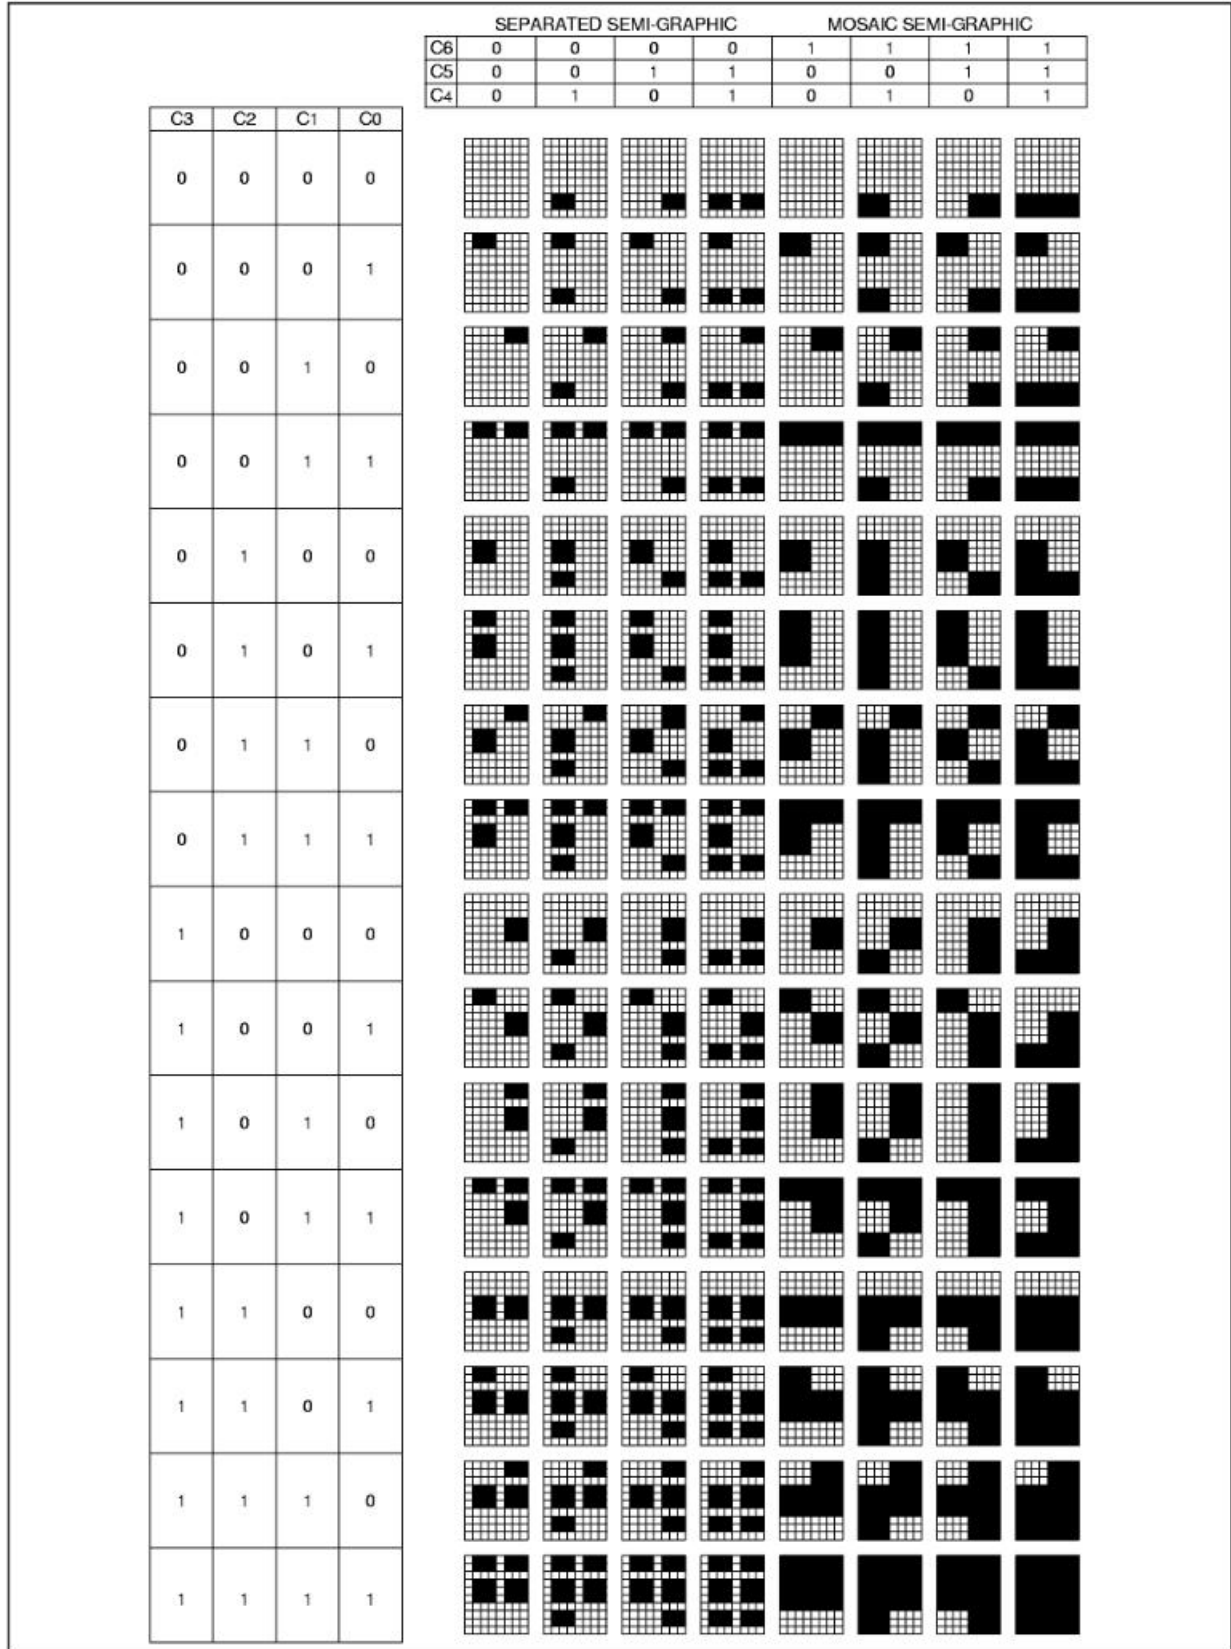 SEPARATED SEMI-GRAPHIC MOSAIC SEMI-GRAPHIC
C6 0 0 0 0 1 1 1 1
C5 0 0 1 1 0 0 1 1
C4 0 1 0 1 0 1 0 1
C3 C2 C1 C0
0 0 0 0
0 0 0 1
0 0 1 0
0 0 1 1
0 1 0 0
0 1 0 1
0 1 1 0
0 1 1 1
1 0 0 0
1 0 0 1
1 0 1 0
1 0 1 1
1 1 0 0
1 1 0 1
1 1 1 0
1 1 1 1